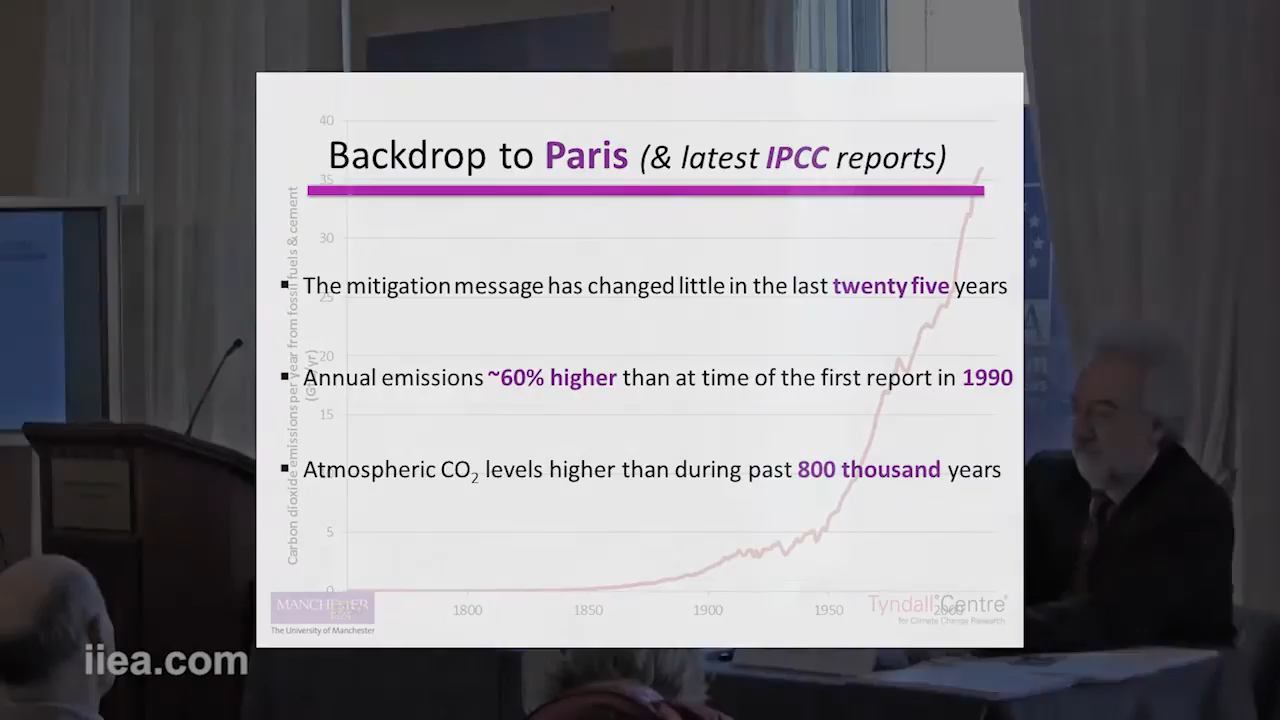 40
Backdrop to Paris (& latest IPCC reports)
35
30
▪ The mitigation message has changed little in the last twenty five years
25
20
▪ Annual emissions ~60% higher than at time of the first report in 1990
15
▪ Atmospheric CO₂ levels higher than during past 800 thousand years
5
0
Carbon dioxide emissions per year from fossil fuels & cement
1800 1850 1900 1950 2000
MANCHESTER
1824
The University of Manchester
Tyndall°Centre°
for Climate Change Research
iiea.com